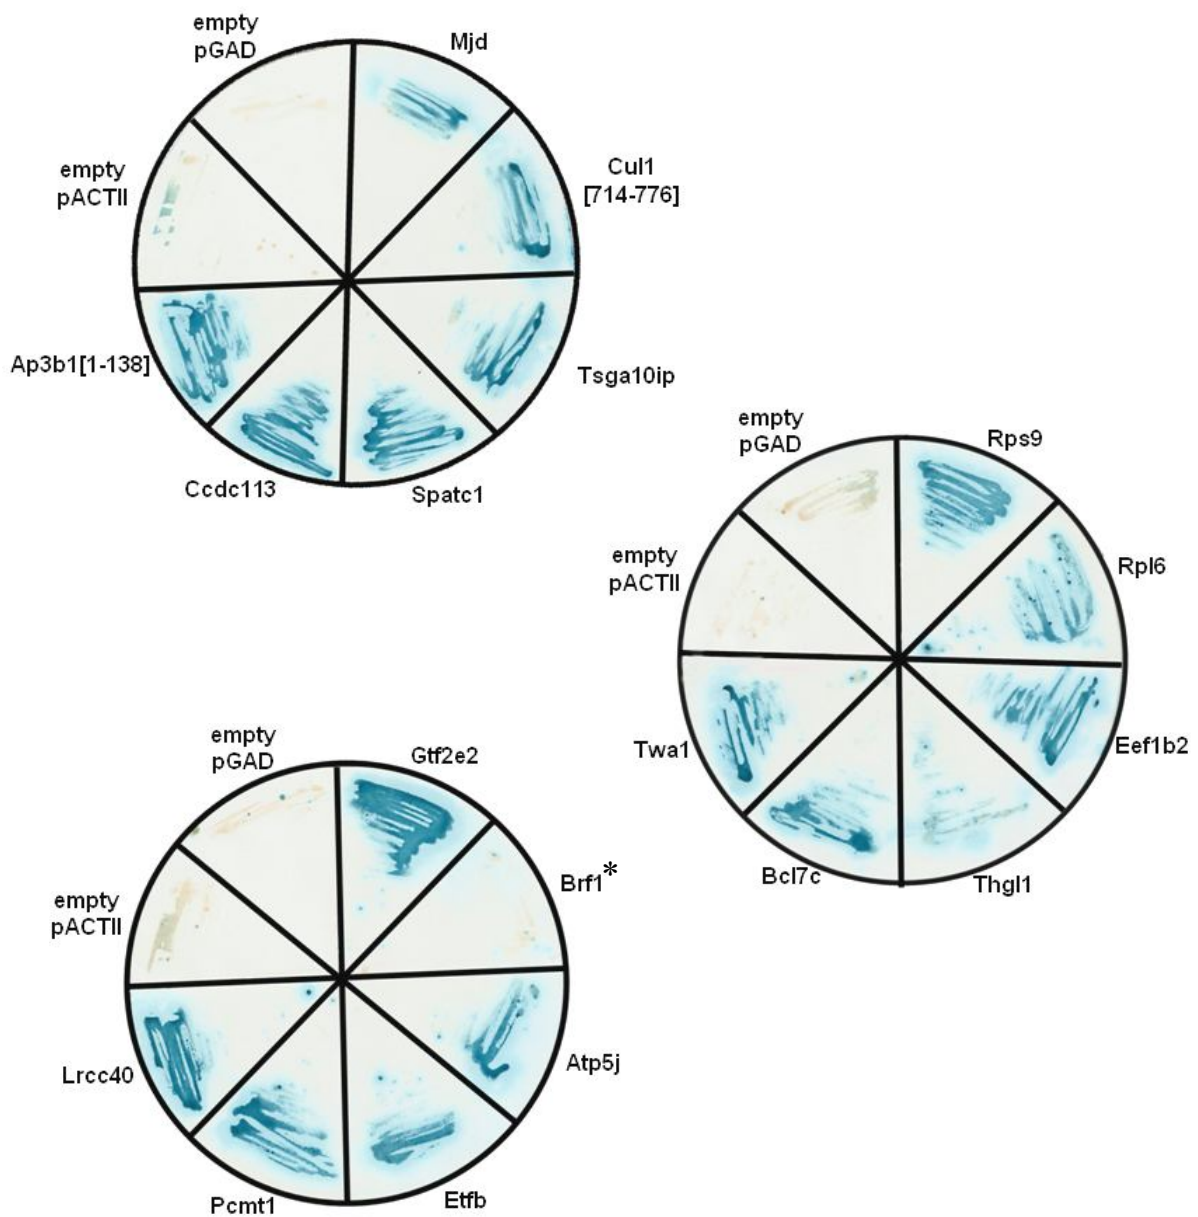 empty
pGAD
Mjd
empty
pACTII
Cul1
[714-776]
Ap3b1[1-138]
Tsga10ip
Ccdc113
Spatc1
empty
pGAD
Rps9
empty
pACTII
Rpl6
Twa1
Eef1b2
Bcl7c
Thgl1
empty
pGAD
Gtf2e2
empty
pACTII
Brf1*
Lrcc40
Atp5j
Pcmt1
Etfb